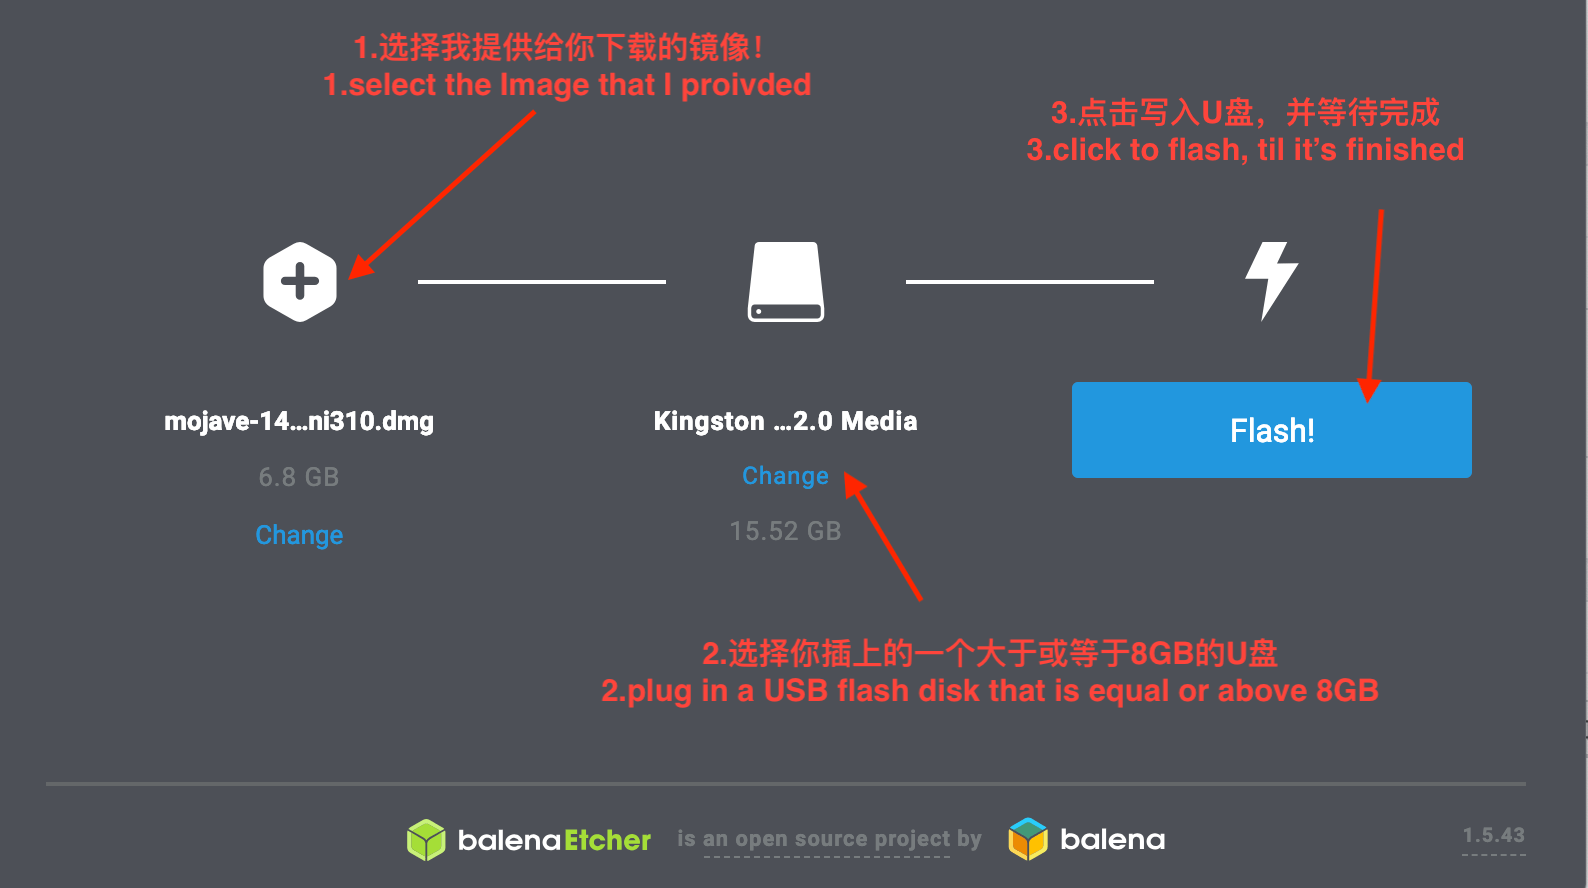 1.选择我提供给你下载的镜像！
1.select the Image that I proivded
3.点击写入U盘，并等待完成
3.click to flash, til it’s finished
mojave-14...ni310.dmg
6.8 GB
Change
Kingston ...2.0 Media
Change
15.52 GB
Flash!
2.选择你插上的一个大于或等于8GB的U盘
2.plug in a USB flash disk that is equal or above 8GB
balenaEtcher is an open source project by balena
1.5.43